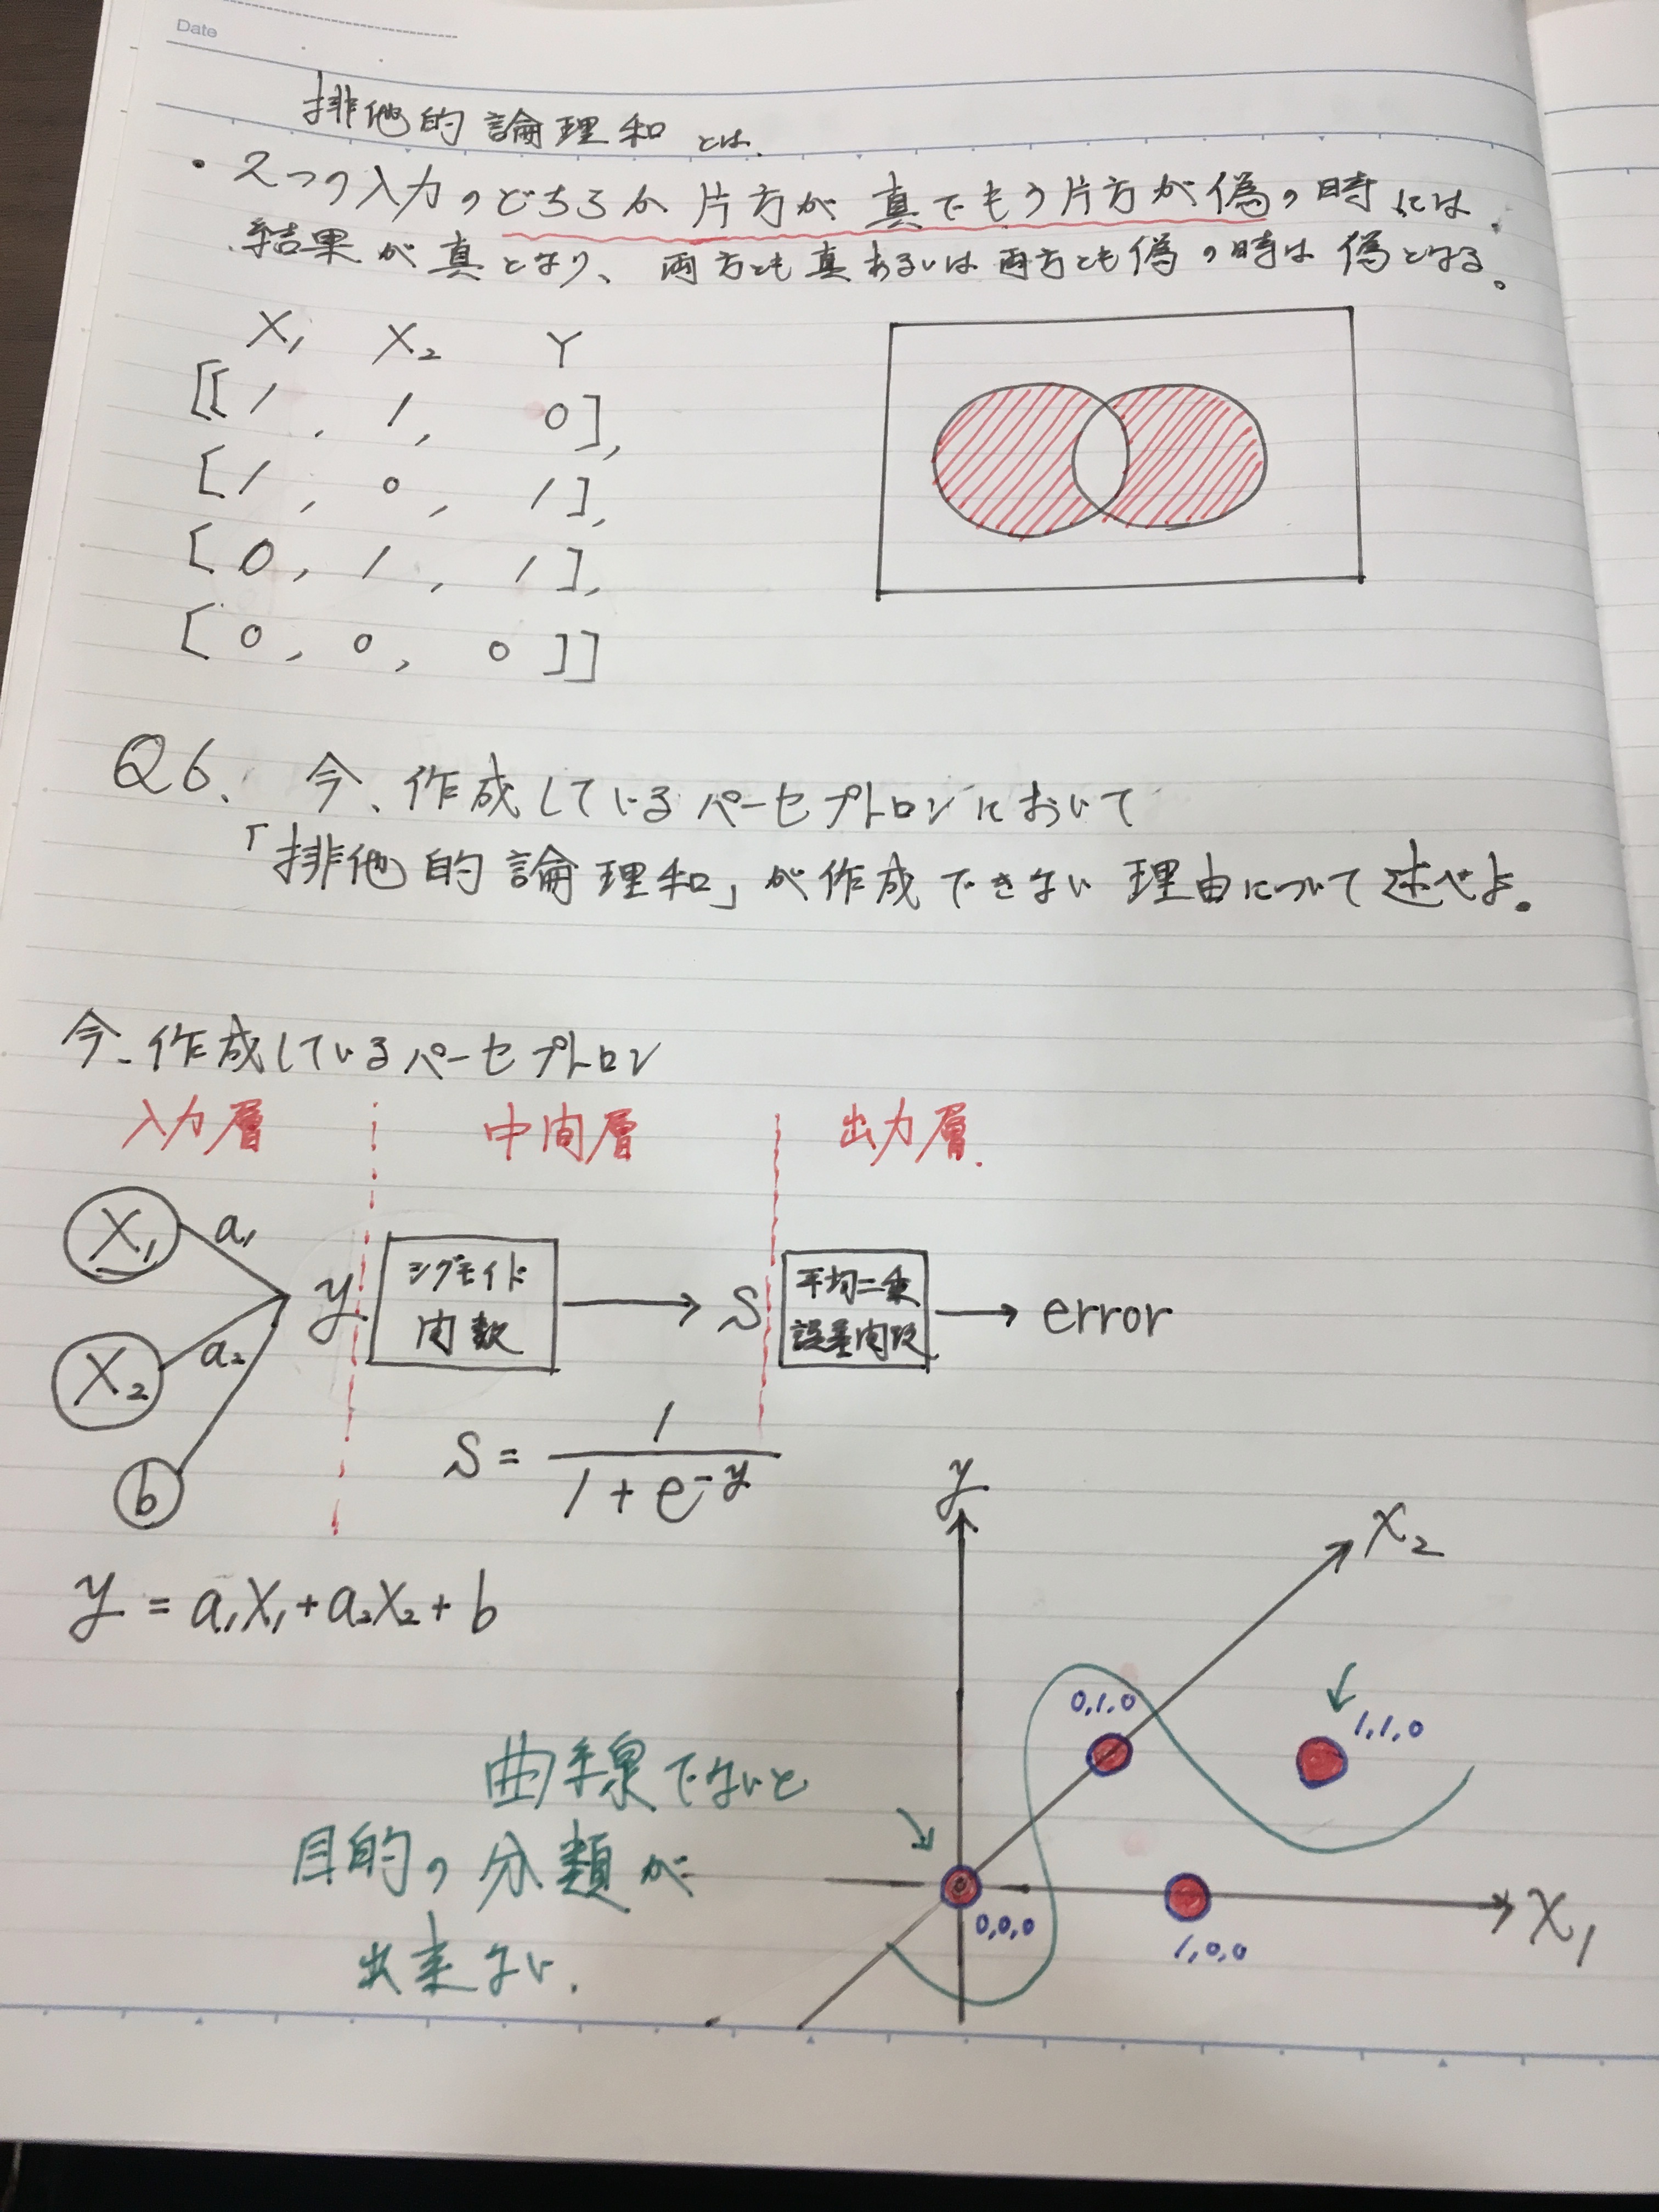 Date
排他的論理和とは、
・2つの入力のどちらか片方が真でもう片方が偽の時には、
結果が真となり、両方とも真あるいは両方とも偽の時は偽となる。
X₁ X₂ Y
[[1, 1, 0],
[1, 0, 1],
[0, 1, 1],
[0, 0, 0]]
Q6. 今、作成しているパーセプトロンにおいて
「排他的論理和」が作成できない理由について述べよ。
今、作成しているパーセプトロン
入力層 中間層 出力層.
X₁ a₁
X₂ a₂
b
y シグモイド関数 → S 平均二乗誤差関数 → error
S = 1 / (1 + e^-y)
y = a₁X₁ + a₂X₂ + b
y
X₂
0,1,0
1,1,0
0,0,0
1,0,0
X₁
曲線でないと
目的の分類が
出来ない.